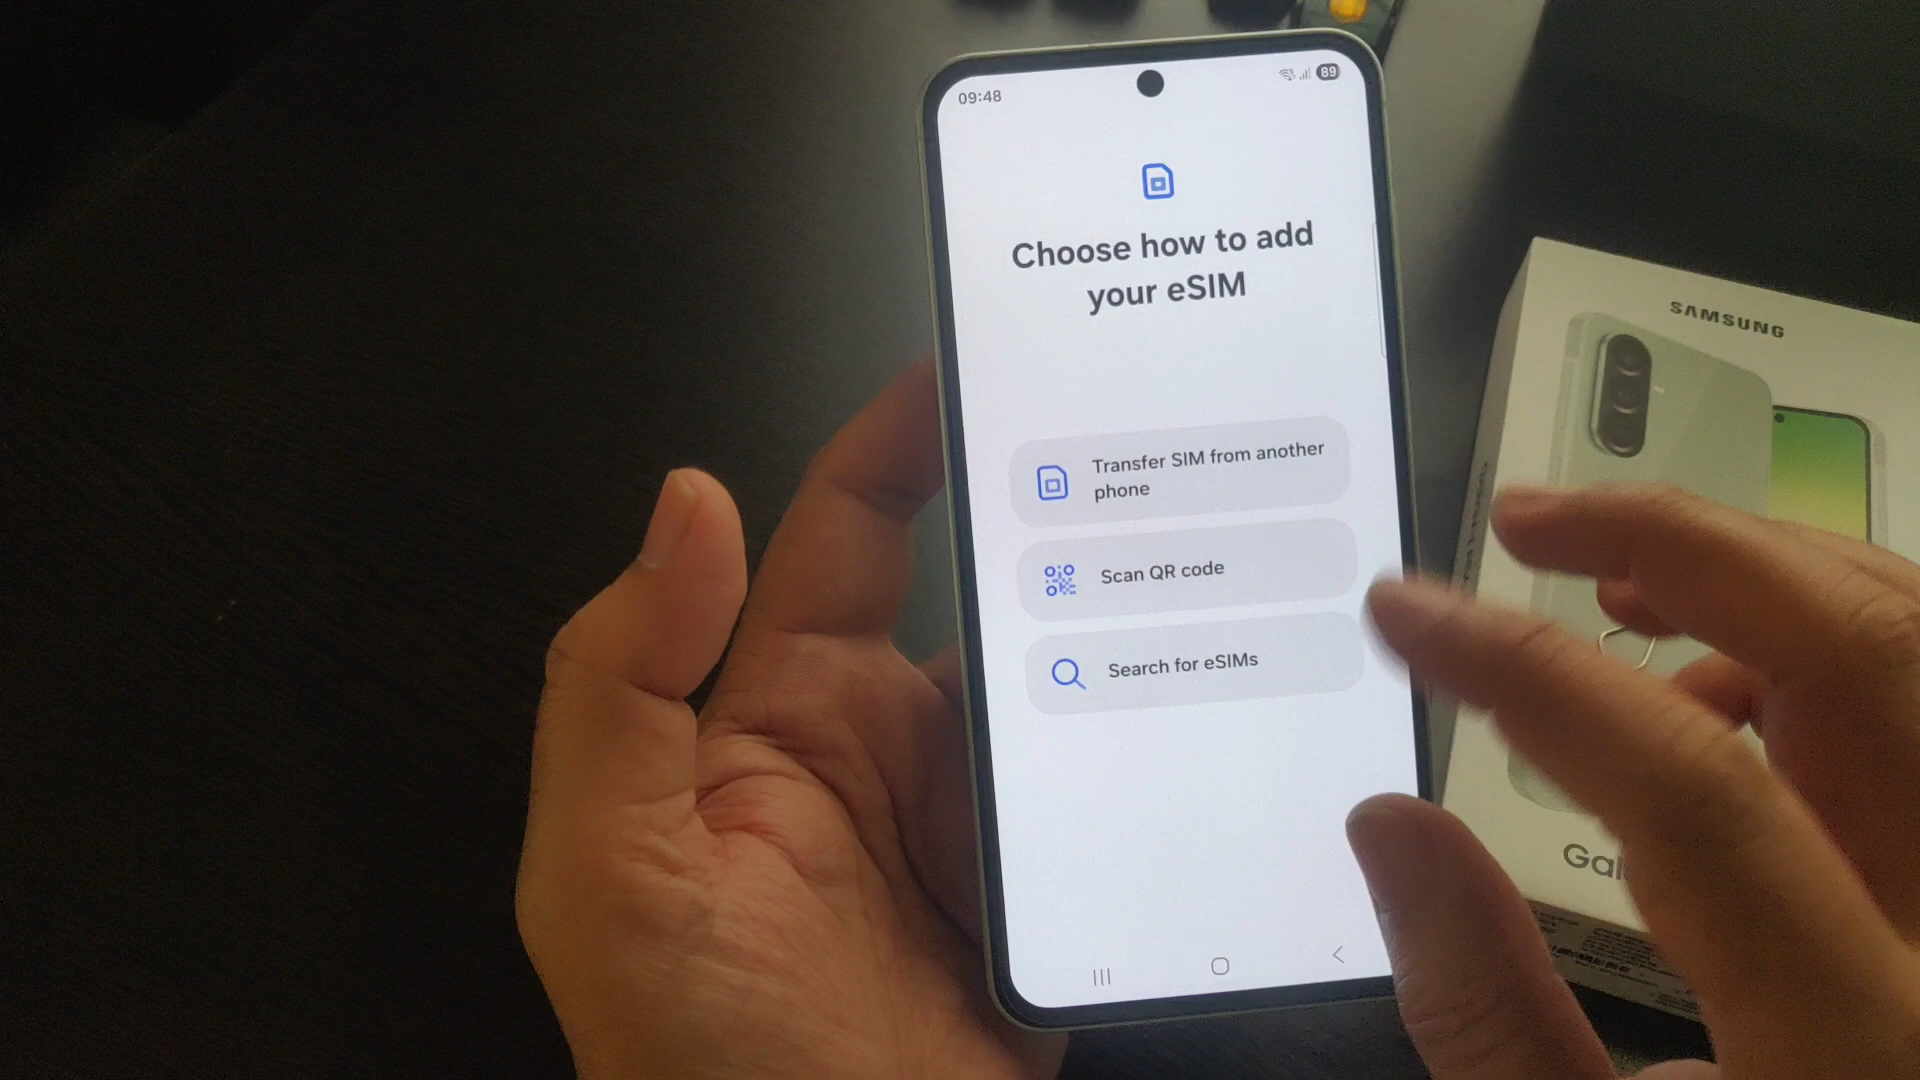 09:48
89
Choose how to add
your eSIM
Transfer SIM from another
phone
Scan QR code
Search for eSIMs
SAMSUNG